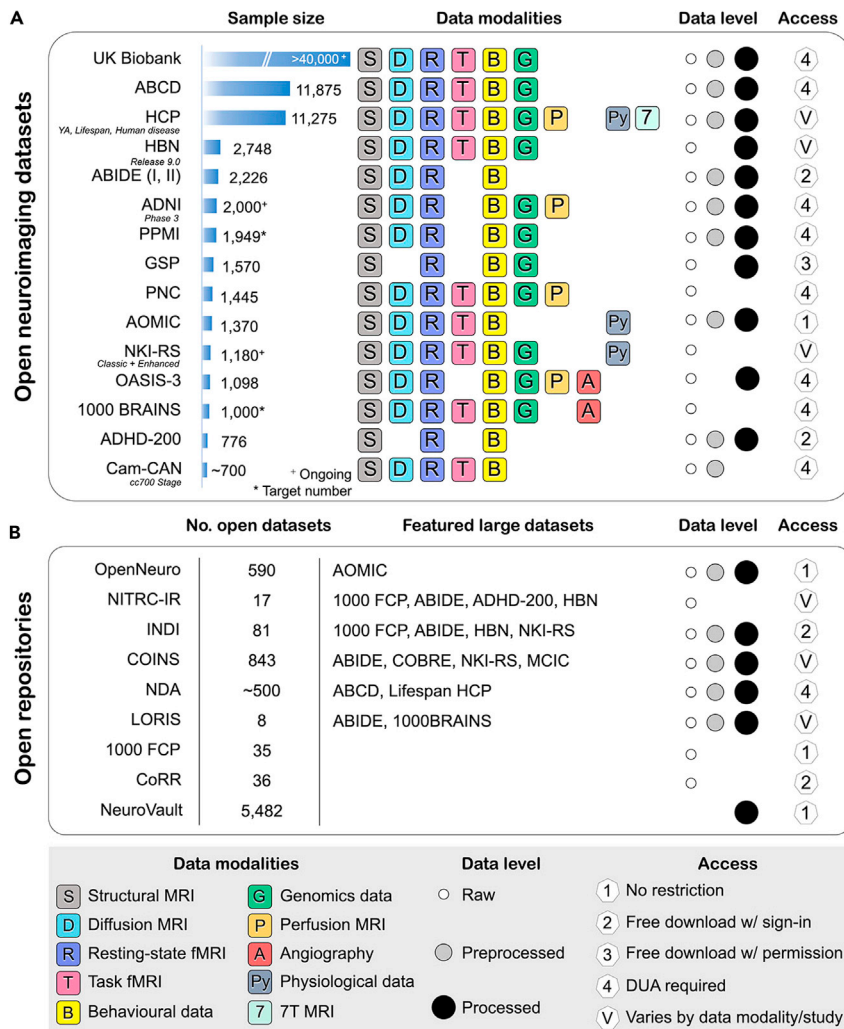 A
Sample size Data modalities Data level Access
Open neuroimaging datasets
UK Biobank >40,000 + S D R T B G 4
ABCD 11,875 S D R T B G 4
HCP 11,275 S D R T B G P Py 7 V
YA, Lifespan, Human disease
HBN 2,748 S D R T B G V
Release 9.0
ABIDE (I, II) 2,226 S D R B 2
ADNI 2,000+ S D R B G P 4
Phase 3
PPMI 1,949* S D R B G 4
GSP 1,570 S R B G 3
PNC 1,445 S D R T B G P 4
AOMIC 1,370 S D R T B Py 1
NKI-RS 1,180+ S D R T B G Py V
Classic + Enhanced
OASIS-3 1,098 S D R B G P A 4
1000 BRAINS 1,000* S D R T B G A 4
ADHD-200 776 S R B 2
Cam-CAN ~700 S D R T B 4
cc700 Stage
+ Ongoing
* Target number
B
No. open datasets Featured large datasets Data level Access
Open repositories
OpenNeuro 590 AOMIC 1
NITRC-IR 17 1000 FCP, ABIDE, ADHD-200, HBN V
INDI 81 1000 FCP, ABIDE, HBN, NKI-RS 2
COINS 843 ABIDE, COBRE, NKI-RS, MCIC V
NDA ~500 ABCD, Lifespan HCP 4
LORIS 8 ABIDE, 1000BRAINS V
1000 FCP 35 1
CoRR 36 2
NeuroVault 5,482 1
Data modalities Data level Access
S Structural MRI G Genomics data Raw 1 No restriction
D Diffusion MRI P Perfusion MRI 2 Free download w/ sign-in
R Resting-state fMRI A Angiography Preprocessed 3 Free download w/ permission
T Task fMRI Py Physiological data 4 DUA required
B Behavioural data 7 7T MRI Processed V Varies by data modality/study